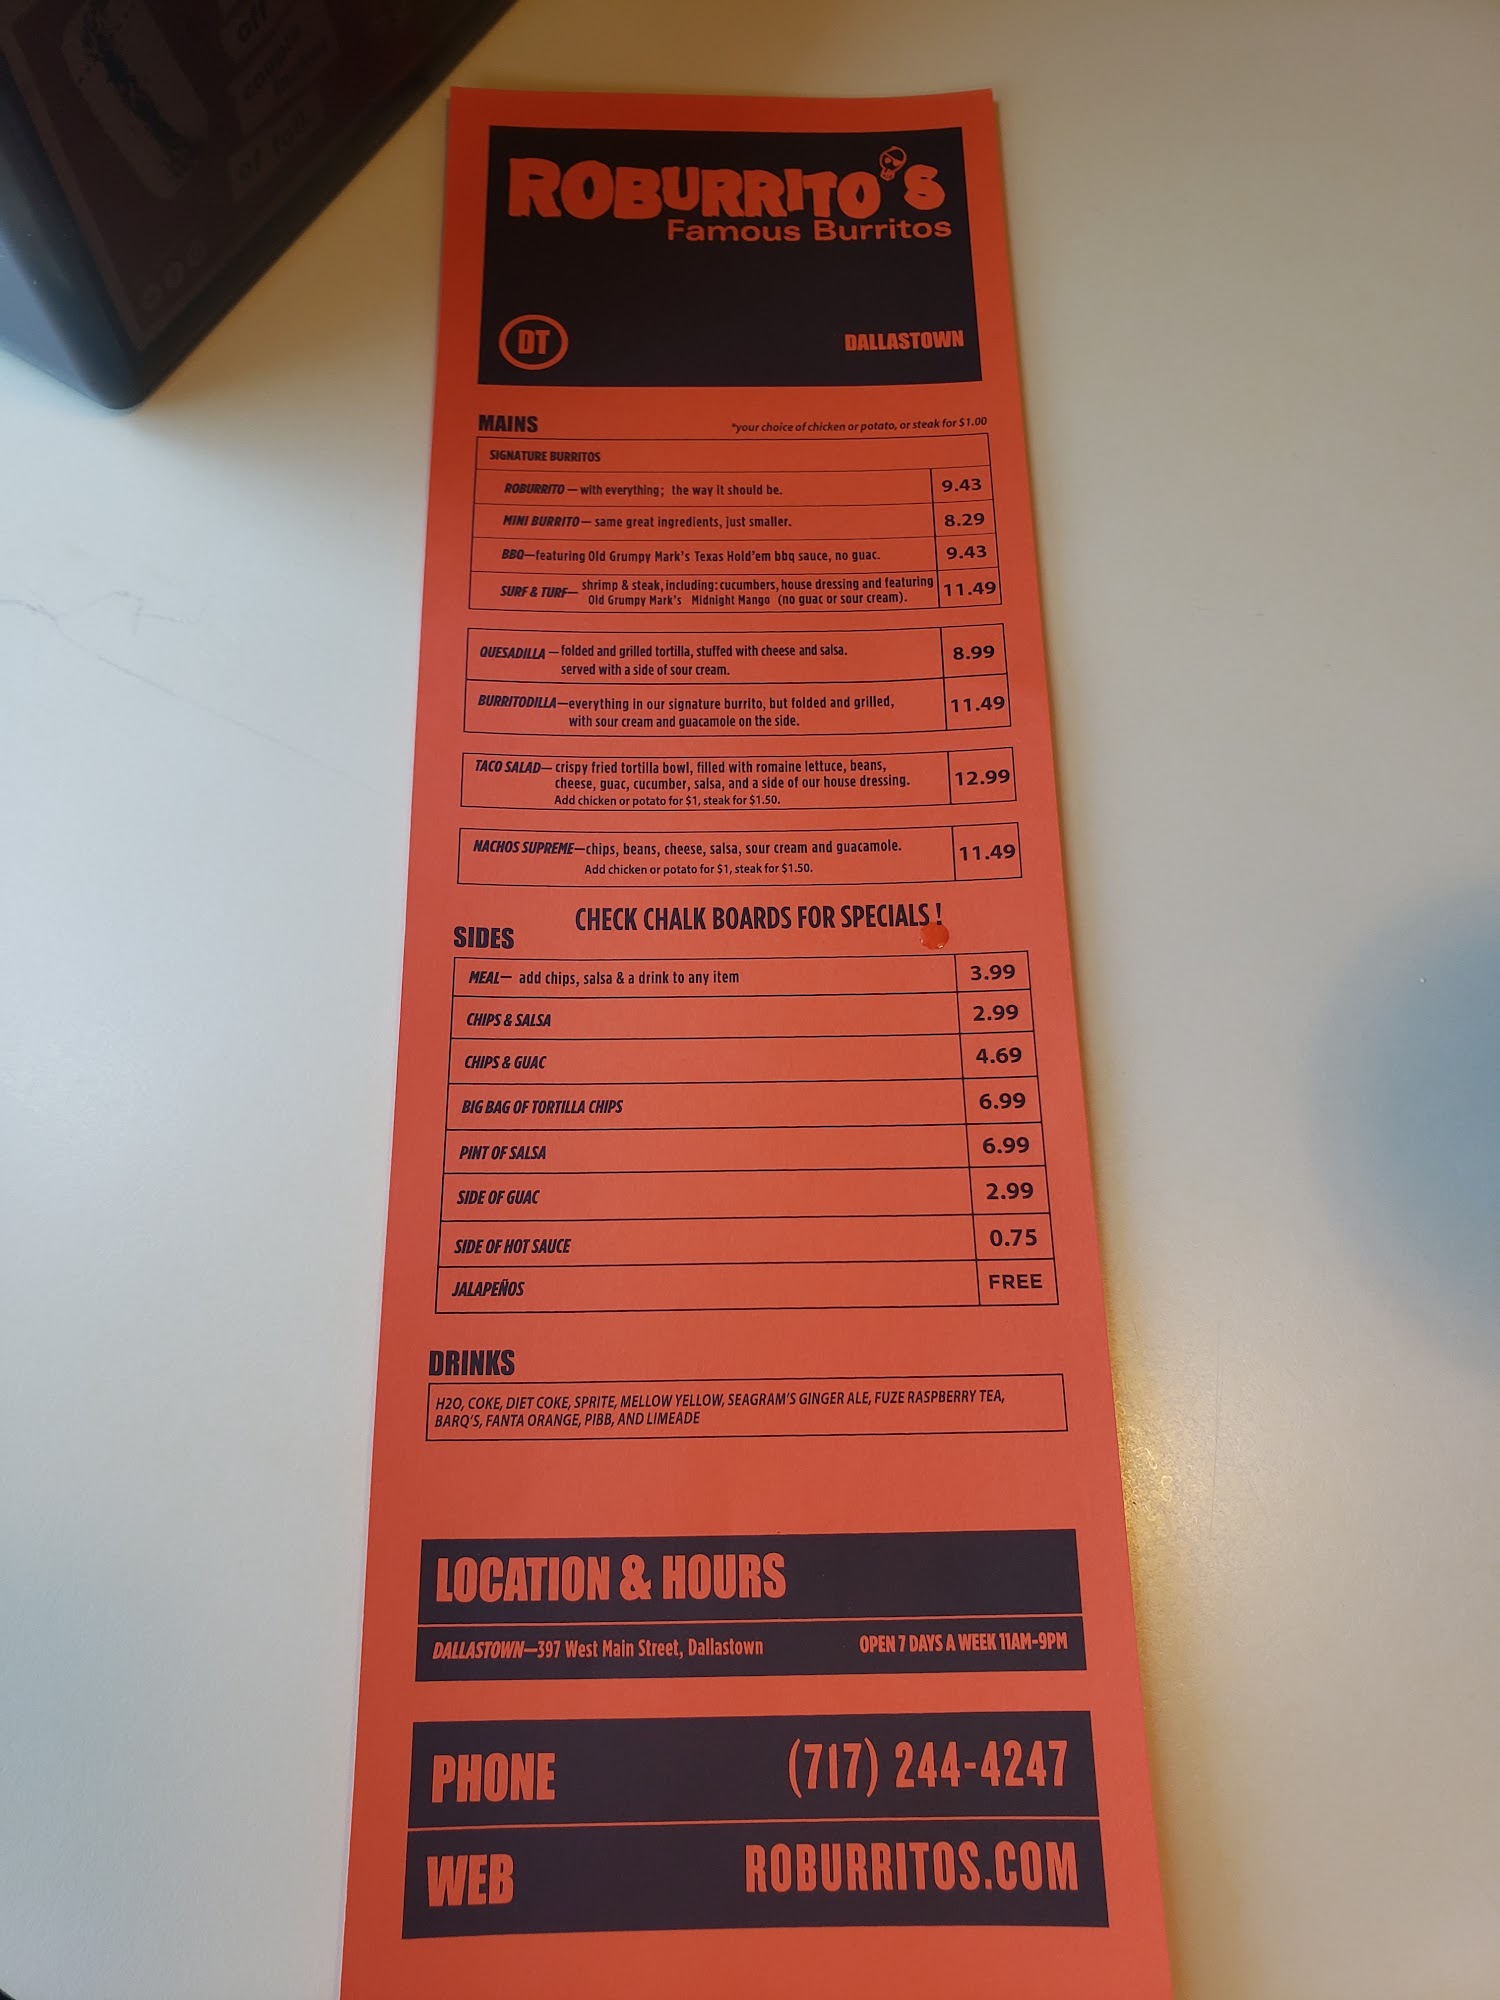 off
couple
of foil
ROBURRITO'S
Famous Burritos
DT
DALLASTOWN
MAINS
*your choice of chicken or potato, or steak for $1.00
SIGNATURE BURRITOS
ROBURRITO — with everything; the way it should be. 9.43
MINI BURRITO— same great ingredients, just smaller. 8.29
BBQ—featuring Old Grumpy Mark's Texas Hold'em bbq sauce, no guac. 9.43
SURF & TURF— shrimp & steak, including: cucumbers, house dressing and featuring 11.49
Old Grumpy Mark's Midnight Mango (no guac or sour cream).
QUESADILLA — folded and grilled tortilla, stuffed with cheese and salsa. 8.99
served with a side of sour cream.
BURRITODILLA—everything in our signature burrito, but folded and grilled, 11.49
with sour cream and guacamole on the side.
TACO SALAD— crispy fried tortilla bowl, filled with romaine lettuce, beans, 12.99
cheese, guac, cucumber, salsa, and a side of our house dressing.
Add chicken or potato for $1, steak for $1.50.
NACHOS SUPREME—chips, beans, cheese, salsa, sour cream and guacamole. 11.49
Add chicken or potato for $1, steak for $1.50.
CHECK CHALK BOARDS FOR SPECIALS !
SIDES
MEAL— add chips, salsa & a drink to any item 3.99
CHIPS & SALSA 2.99
CHIPS & GUAC 4.69
BIG BAG OF TORTILLA CHIPS 6.99
PINT OF SALSA 6.99
SIDE OF GUAC 2.99
SIDE OF HOT SAUCE 0.75
JALAPEÑOS FREE
DRINKS
H2O, COKE, DIET COKE, SPRITE, MELLOW YELLOW, SEAGRAM'S GINGER ALE, FUZE RASPBERRY TEA,
BARQ'S, FANTA ORANGE, PIBB, AND LIMEADE
LOCATION & HOURS
DALLASTOWN—397 West Main Street, Dallastown OPEN 7 DAYS A WEEK 11AM-9PM
PHONE (717) 244-4247
WEB ROBURRITOS.COM